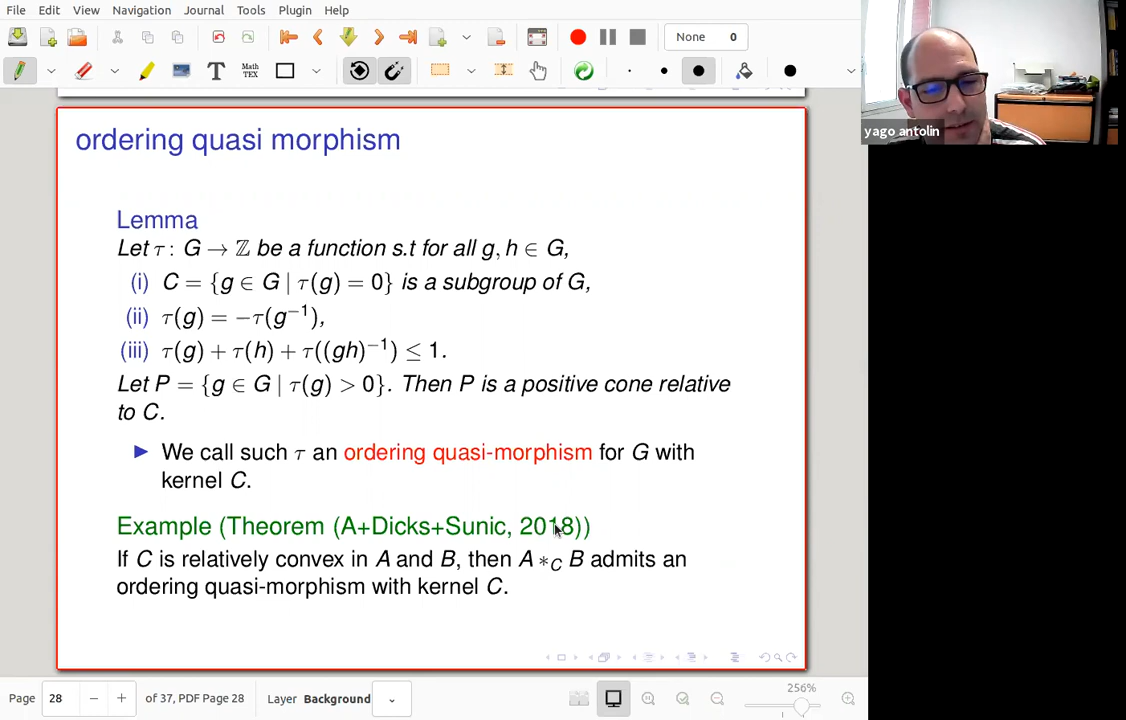 File Edit View Navigation Journal Tools Plugin Help
None 0
T MATH TEX
yago antolin
ordering quasi morphism
Lemma
Let τ : G → ℤ be a function s.t for all g, h ∈ G,
(i) C = {g ∈ G | τ(g) = 0} is a subgroup of G,
(ii) τ(g) = −τ(g⁻¹),
(iii) τ(g) + τ(h) + τ((gh)⁻¹) ≤ 1.
Let P = {g ∈ G | τ(g) > 0}. Then P is a positive cone relative
to C.
▶ We call such τ an ordering quasi-morphism for G with
kernel C.
Example (Theorem (A+Dicks+Sunic, 2018))
If C is relatively convex in A and B, then A ∗_C B admits an
ordering quasi-morphism with kernel C.
Page 28 − + of 37, PDF Page 28 Layer Background 256%